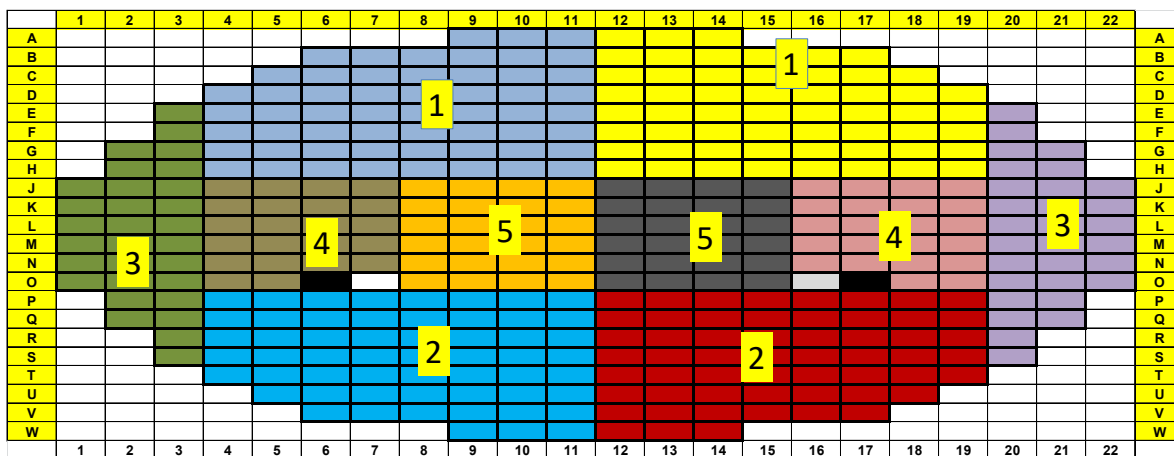 1 2 3 4 5 6 7 8 9 10 11 12 13 14 15 16 17 18 19 20 21 22
A A
B 1 B
C C
D D
E 1 E
F F
G G
H H
J J
K K
L 5 5 3 L
M 4 4 M
N 3 N
O O
P P
Q Q
R R
S 2 2 S
T T
U U
V V
W W
1 2 3 4 5 6 7 8 9 10 11 12 13 14 15 16 17 18 19 20 21 22